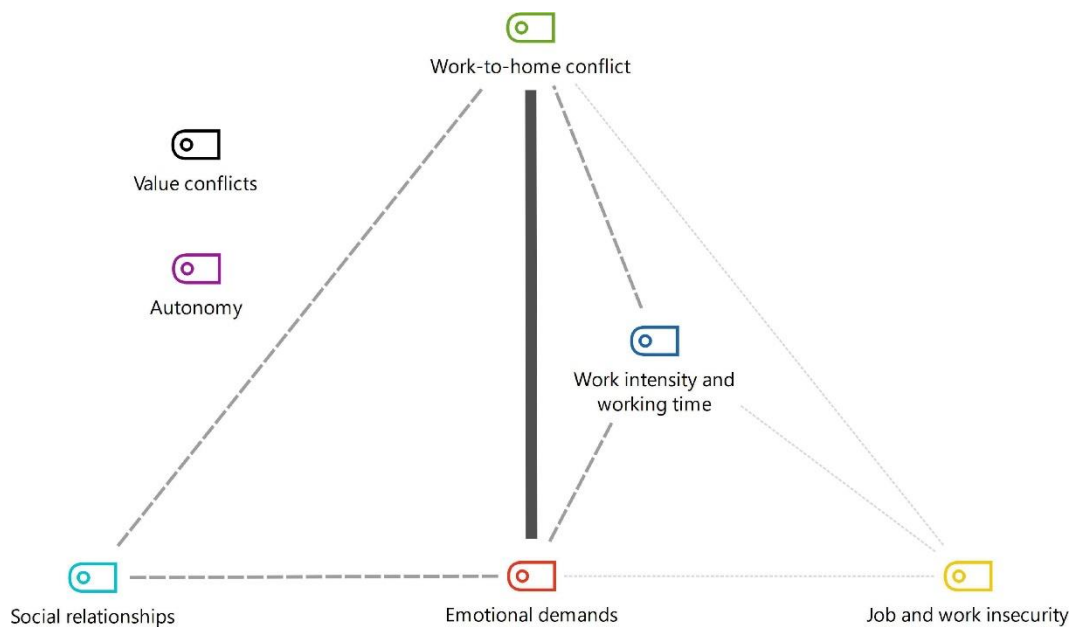 Work-to-home conflict
Value conflicts
Autonomy
Work intensity and
working time
Social relationships
Emotional demands
Job and work insecurity